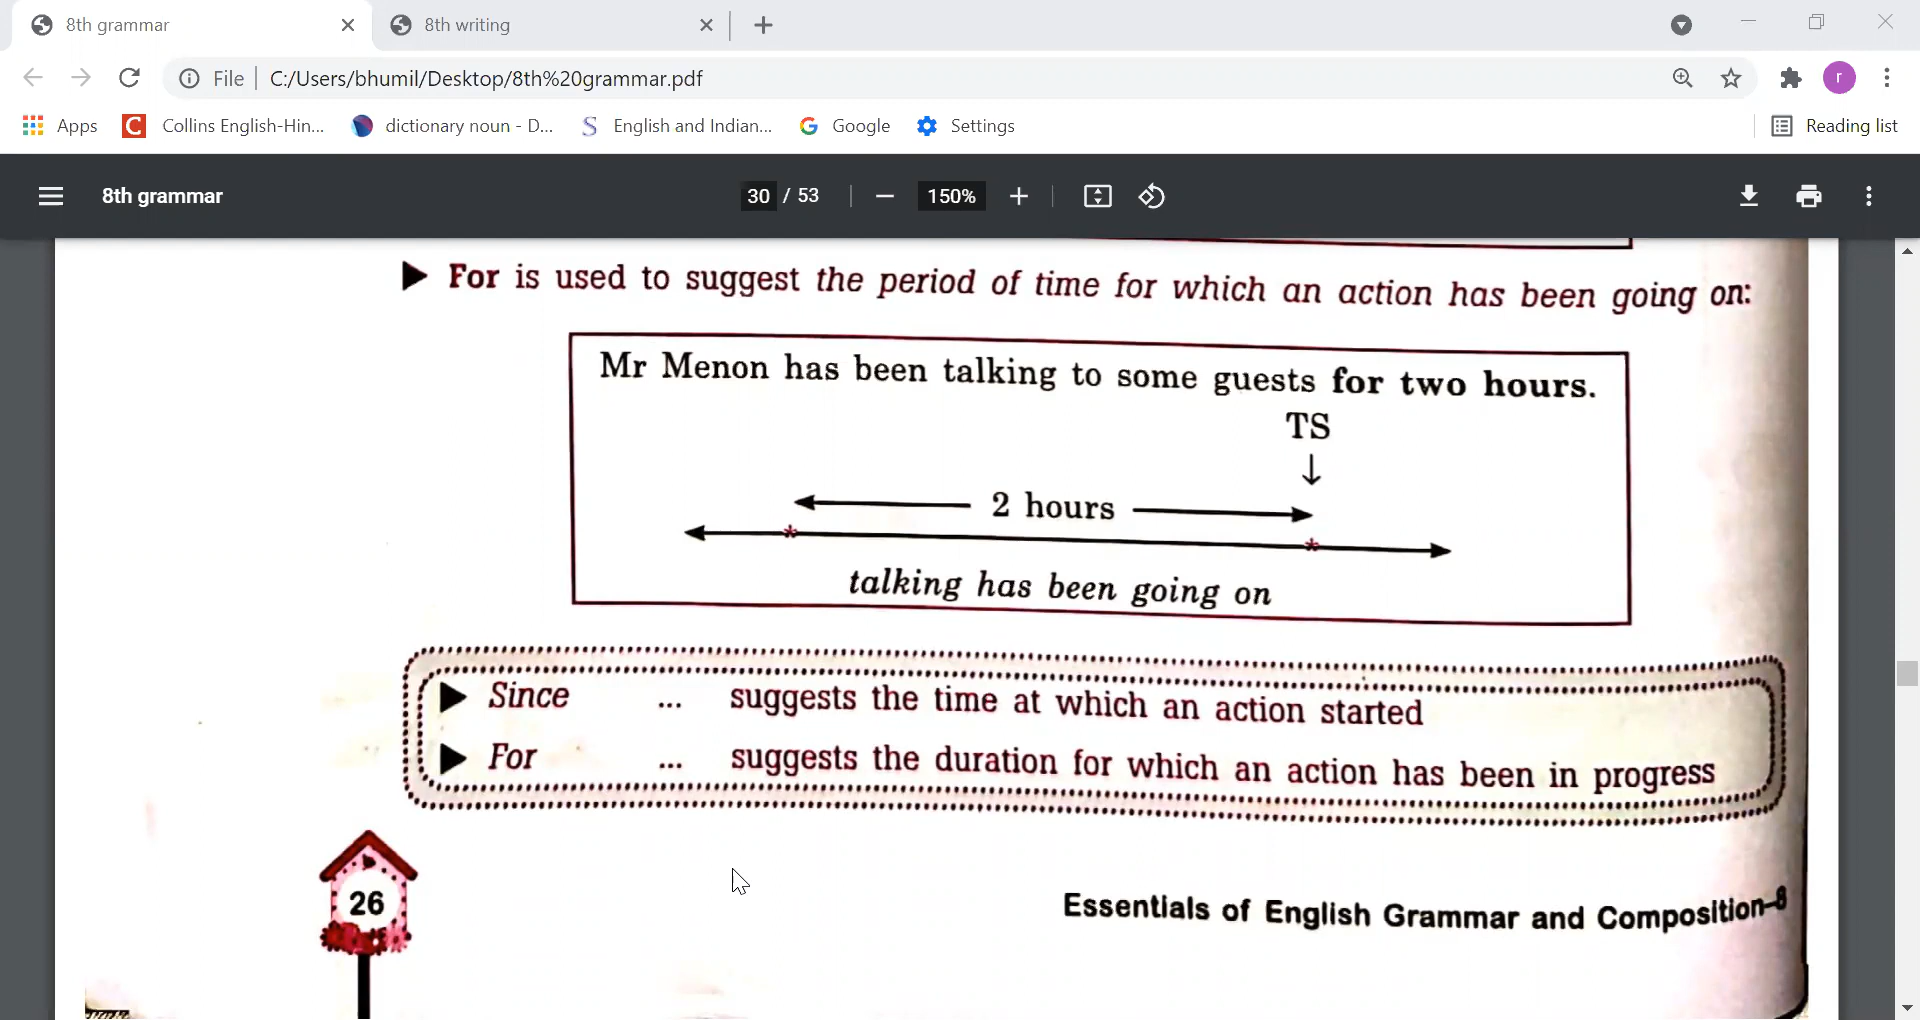 8th grammar
8th writing
File
C:/Users/bhumil/Desktop/8th%20grammar.pdf
r
Apps
Collins English-Hin...
dictionary noun - D...
English and Indian...
Google
Settings
Reading list
8th grammar
30 / 53
150%
For is used to suggest the period of time for which an action has been going on:
Mr Menon has been talking to some guests for two hours.
TS
2 hours
talking has been going on
Since ... suggests the time at which an action started
For ... suggests the duration for which an action has been in progress
26
Essentials of English Grammar and Composition-8